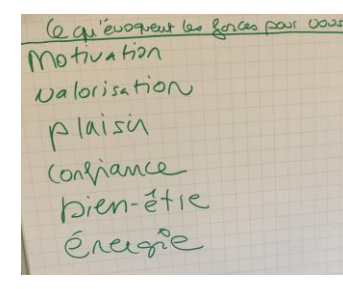 Ce qu'évoquent les forces pour vous
Motivation
valorisation
plaisir
confiance
bien-être
énergie